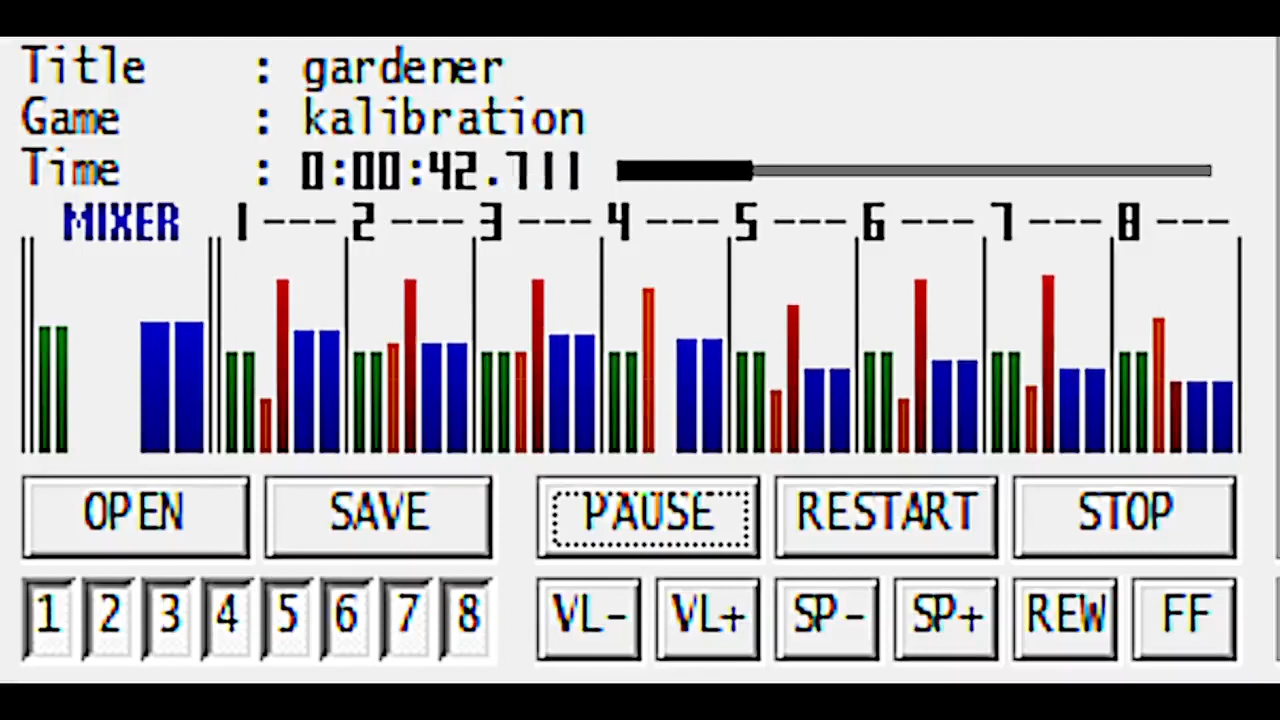 Title : gardener
Game : kalibration
Time : 0:00:42.711
MIXER 1 --- 2 --- 3 --- 4 --- 5 --- 6 --- 7 --- 8 ---
OPEN SAVE PAUSE RESTART STOP
1 2 3 4 5 6 7 8 VL- VL+ SP- SP+ REW FF